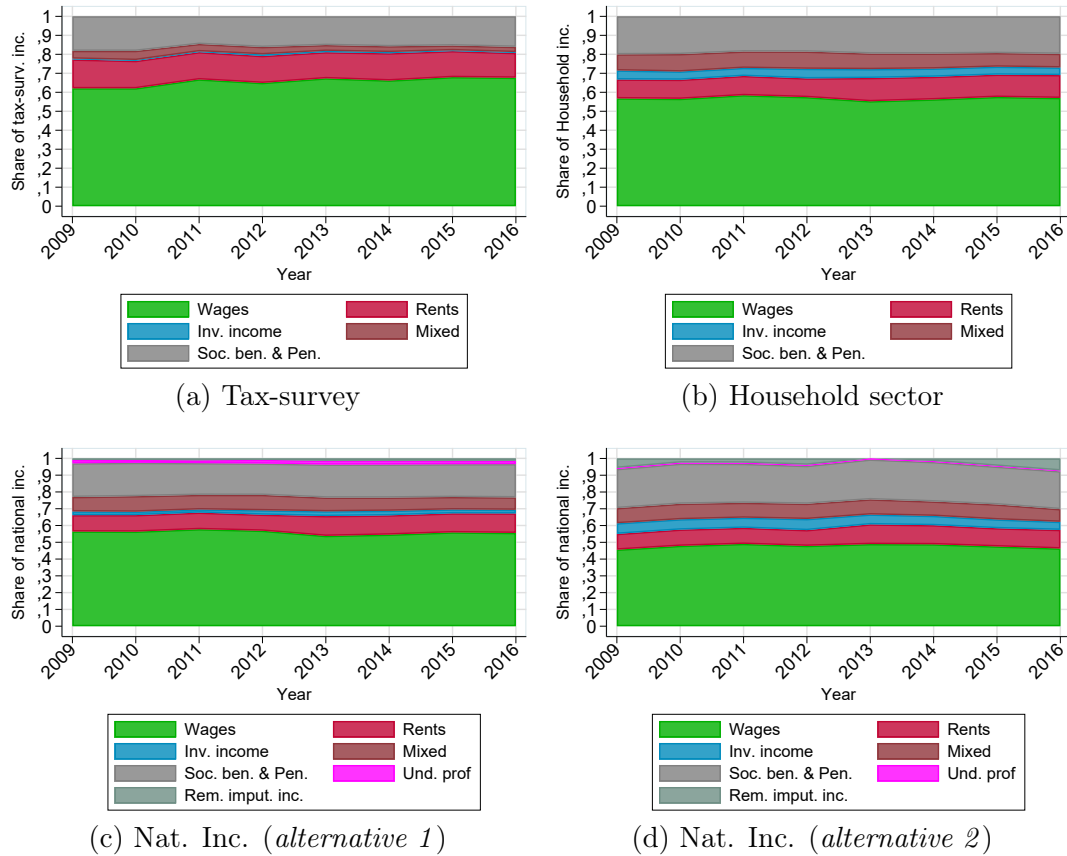 Share of tax-surv. inc.
1
,9
,8
,7
,6
,5
,4
,3
,2
,1
0
2009 2010 2011 2012 2013 2014 2015 2016
Year
Wages Rents
Inv. income Mixed
Soc. ben. & Pen.
(a) Tax-survey
Share of Household inc.
1
,9
,8
,7
,6
,5
,4
,3
,2
,1
0
2009 2010 2011 2012 2013 2014 2015 2016
Year
Wages Rents
Inv. income Mixed
Soc. ben. & Pen.
(b) Household sector
Share of national inc.
1
,9
,8
,7
,6
,5
,4
,3
,2
,1
0
2009 2010 2011 2012 2013 2014 2015 2016
Year
Wages Rents
Inv. income Mixed
Soc. ben. & Pen. Und. prof
Rem. imput. inc.
(c) Nat. Inc. (alternative 1)
Share of national inc.
1
,9
,8
,7
,6
,5
,4
,3
,2
,1
0
2009 2010 2011 2012 2013 2014 2015 2016
Year
Wages Rents
Inv. income Mixed
Soc. ben. & Pen. Und. prof
Rem. imput. inc.
(d) Nat. Inc. (alternative 2)